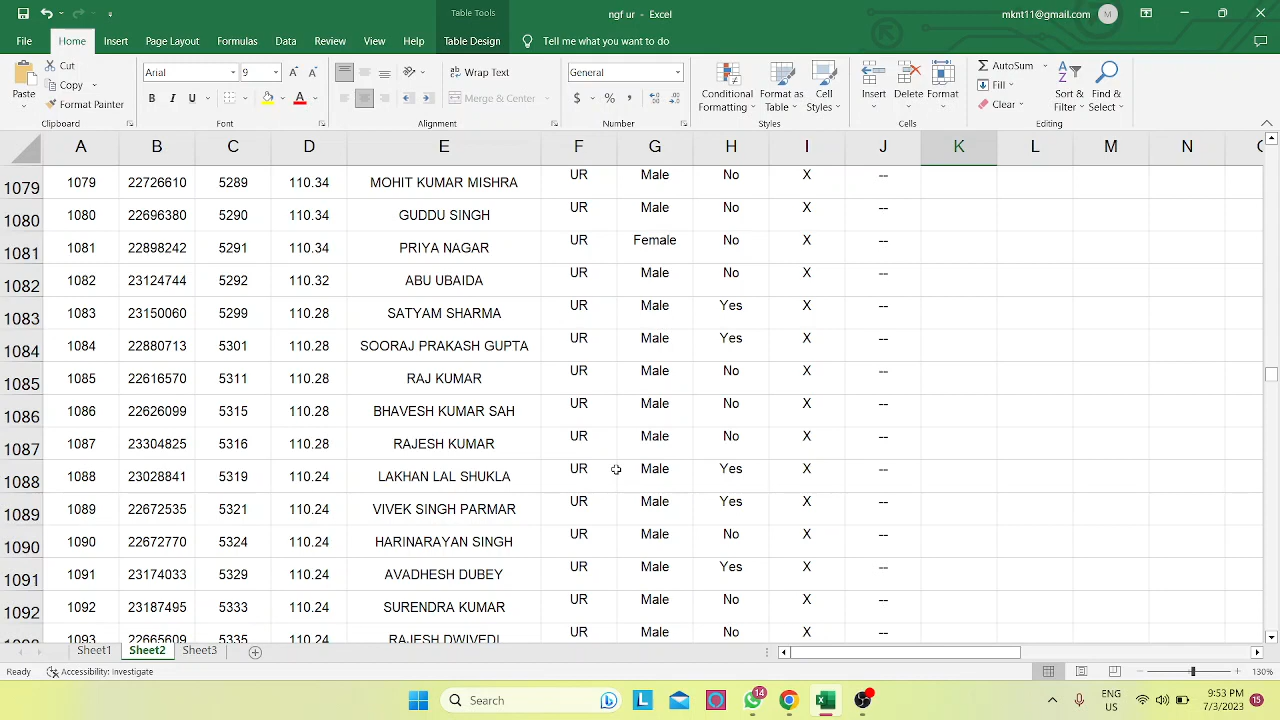 Table Tools
ngf ur - Excel
mknt11@gmail.com M
File Home Insert Page Layout Formulas Data Review View Help Table Design Tell me what you want to do
Paste Cut Copy Format Painter Clipboard
Arial 9 A A B I U A Font
Wrap Text Merge & Center Alignment
General $ % , Number
Conditional Formatting Format as Table Cell Styles Styles
Insert Delete Format Cells
AutoSum Fill Clear Sort & Filter Find & Select Editing
A B C D E F G H I J K L M N
1079 1079 22726610 5289 110.34 MOHIT KUMAR MISHRA UR Male No X --
1080 1080 22696380 5290 110.34 GUDDU SINGH UR Male No X --
1081 1081 22898242 5291 110.34 PRIYA NAGAR UR Female No X --
1082 1082 23124744 5292 110.32 ABU UBAIDA UR Male No X --
1083 1083 23150060 5299 110.28 SATYAM SHARMA UR Male Yes X --
1084 1084 22880713 5301 110.28 SOORAJ PRAKASH GUPTA UR Male Yes X --
1085 1085 22616570 5311 110.28 RAJ KUMAR UR Male No X --
1086 1086 22626099 5315 110.28 BHAVESH KUMAR SAH UR Male No X --
1087 1087 23304825 5316 110.28 RAJESH KUMAR UR Male No X --
1088 1088 23028841 5319 110.24 LAKHAN LAL SHUKLA UR Male Yes X --
1089 1089 22672535 5321 110.24 VIVEK SINGH PARMAR UR Male Yes X --
1090 1090 22672770 5324 110.24 HARINARAYAN SINGH UR Male No X --
1091 1091 23174033 5329 110.24 AVADHESH DUBEY UR Male Yes X --
1092 1092 23187495 5333 110.24 SURENDRA KUMAR UR Male No X --
1093 22665609 5335 110.24 RAJESH DWIVEDI UR Male No X --
Sheet1 Sheet2 Sheet3
Ready Accessibility: Investigate 130%
Search L 14 ENG US 9:53 PM 7/3/2023 15